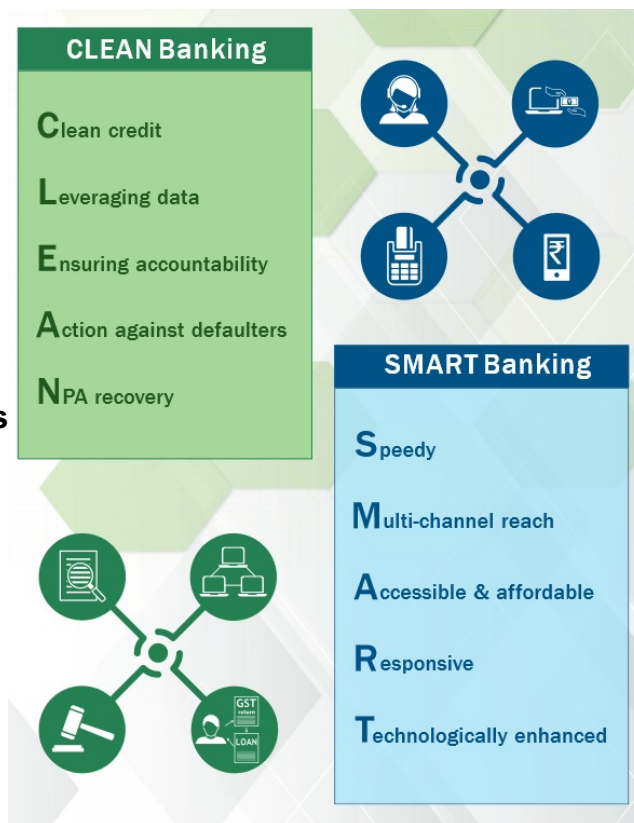 CLEAN Banking
Clean credit
Leveraging data
Ensuring accountability
Action against defaulters
NPA recovery
s
₹
SMART Banking
Speedy
Multi-channel reach
Accessible & affordable
Responsive
Technologically enhanced
GST
return
LOAN